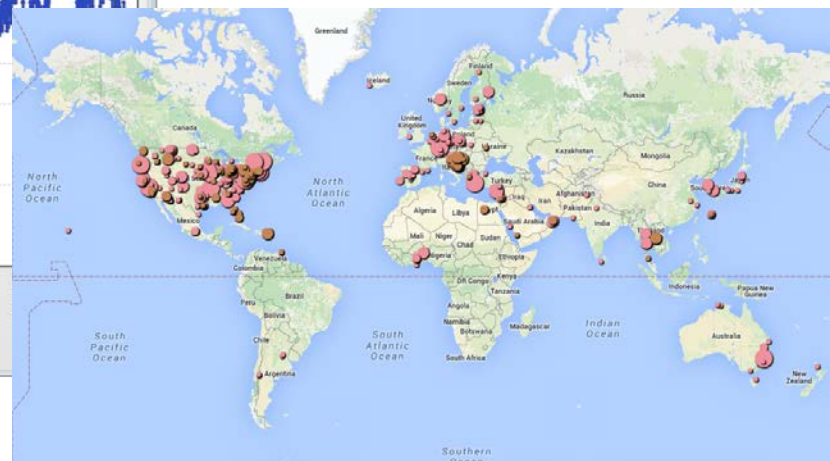 Greenland
Iceland
Finland
Sweden
Russia
Canada
United
Kingdom
Poland
Ukraine
France
Kazakhstan
Mongolia
North
Pacific
Ocean
North
Atlantic
Ocean
Turkey
Iraq
Iran
Afghanistan
Pakistan
China
Japan
Mexico
Algeria
Libya
Saudi Arabia
India
Mali
Niger
Chad
Sudan
Nigeria
Ethiopia
Venezuela
Colombia
Kenya
DR Congo
Tanzania
Indonesia
Papua New
Guinea
Peru
Brazil
Angola
Bolivia
Namibia
Botswana
Madagascar
South
Pacific
Ocean
Chile
South
Atlantic
Ocean
Indian
Ocean
Australia
South Africa
Argentina
New
Zealand
Southern